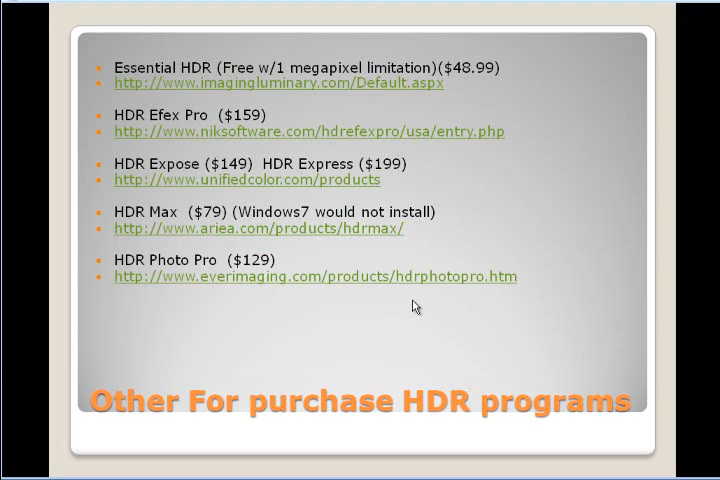 Essential HDR (Free w/1 megapixel limitation)($48.99)
http://www.imagingluminary.com/Default.aspx
HDR Efex Pro  ($159)
http://www.niksoftware.com/hdrefexpro/usa/entry.php
HDR Expose ($149)  HDR Express ($199)
http://www.unifiedcolor.com/products
HDR Max  ($79) (Windows7 would not install)
http://www.ariea.com/products/hdrmax/
HDR Photo Pro  ($129)
http://www.everimaging.com/products/hdrphotopro.htm
Other For purchase HDR programs